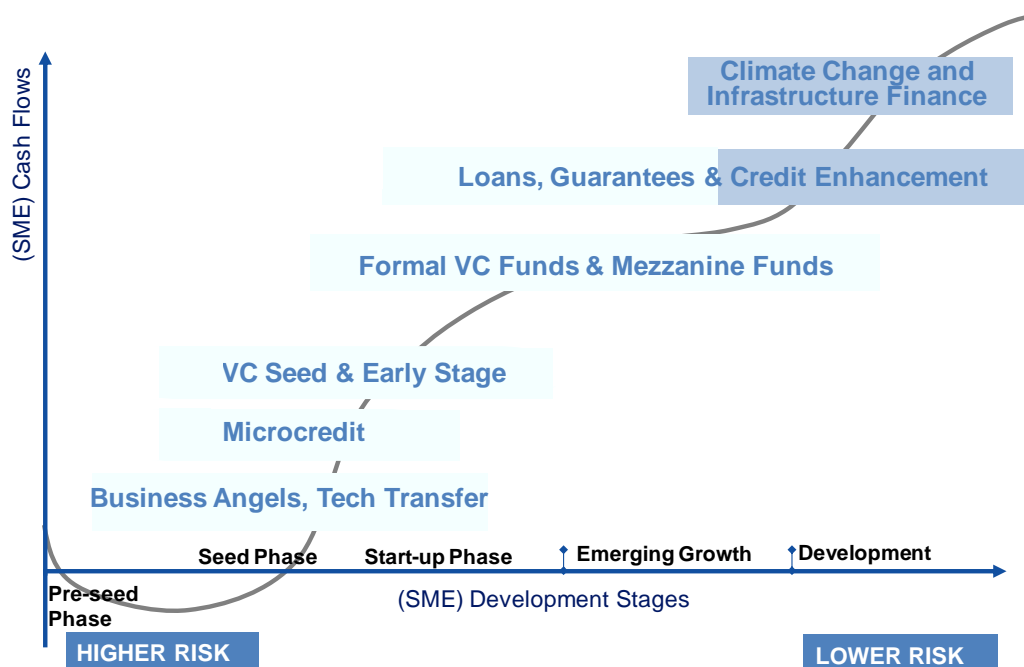 (SME) Cash Flows
Climate Change and
Infrastructure Finance
Loans, Guarantees & Credit Enhancement
Formal VC Funds & Mezzanine Funds
VC Seed & Early Stage
Microcredit
Business Angels, Tech Transfer
Seed Phase
Start-up Phase
Emerging Growth
Development
Pre-seed
Phase
(SME) Development Stages
HIGHER RISK
LOWER RISK